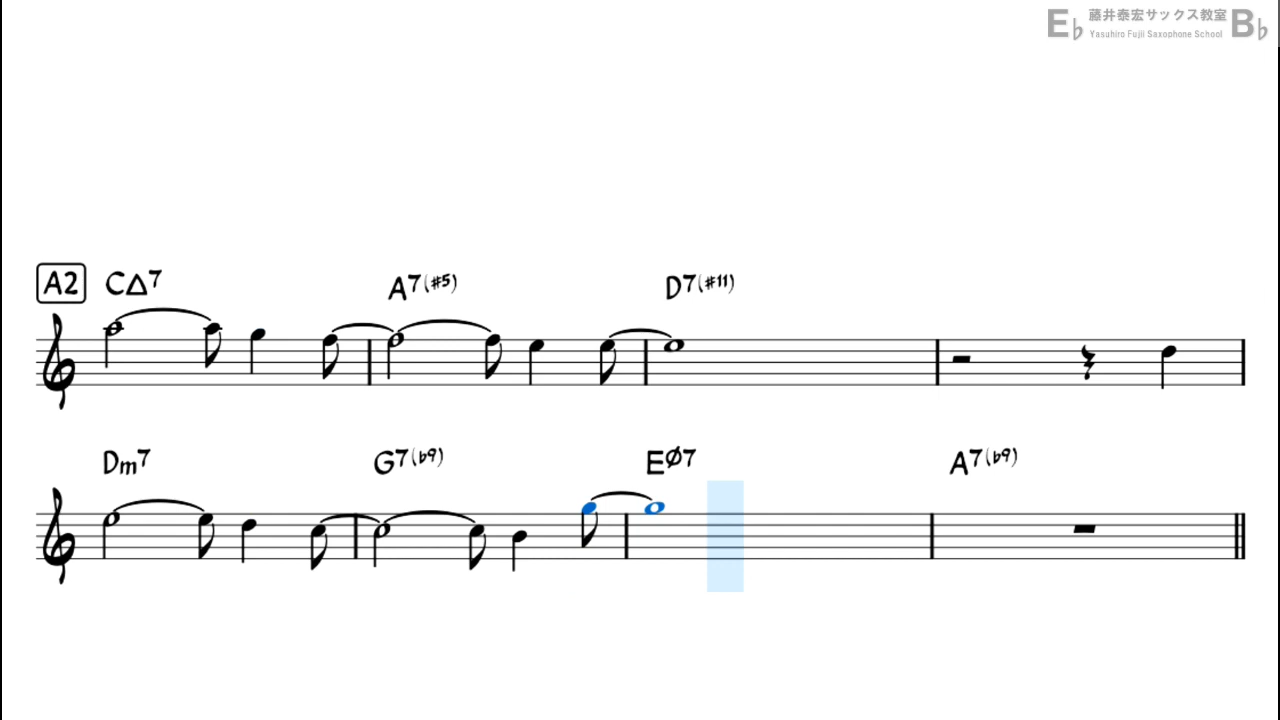 E♭ 藤井泰宏サックス教室 B♭
Yasuhiro Fujii Saxophone School
A2 C△7 A7(♯5) D7(♯11)
Dm7 G7(♭9) EØ7 A7(♭9)